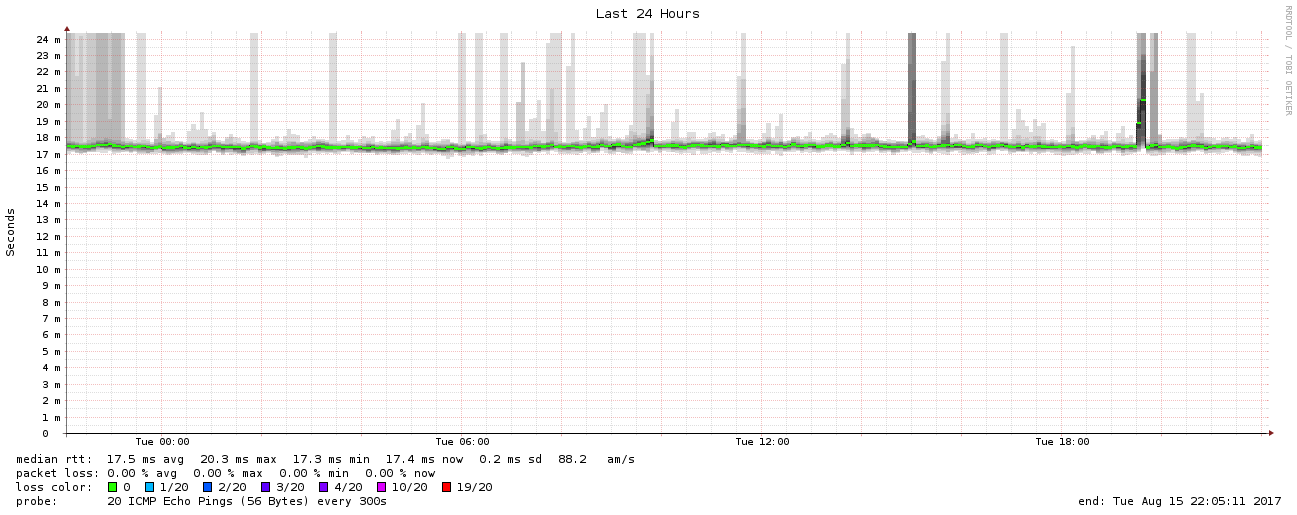 Last 24 Hours
RRDTOOL / TOBI OETIKER
Seconds
24 m
23 m
22 m
21 m
20 m
19 m
18 m
17 m
16 m
15 m
14 m
13 m
12 m
11 m
10 m
9 m
8 m
7 m
6 m
5 m
4 m
3 m
2 m
1 m
0
Tue 00:00 Tue 06:00 Tue 12:00 Tue 18:00
median rtt: 17.5 ms avg 20.3 ms max 17.3 ms min 17.4 ms now 0.2 ms sd 88.2 am/s
packet loss: 0.00 % avg 0.00 % max 0.00 % min 0.00 % now
loss color: 0 1/20 2/20 3/20 4/20 10/20 19/20
probe: 20 ICMP Echo Pings (56 Bytes) every 300s end: Tue Aug 15 22:05:11 2017